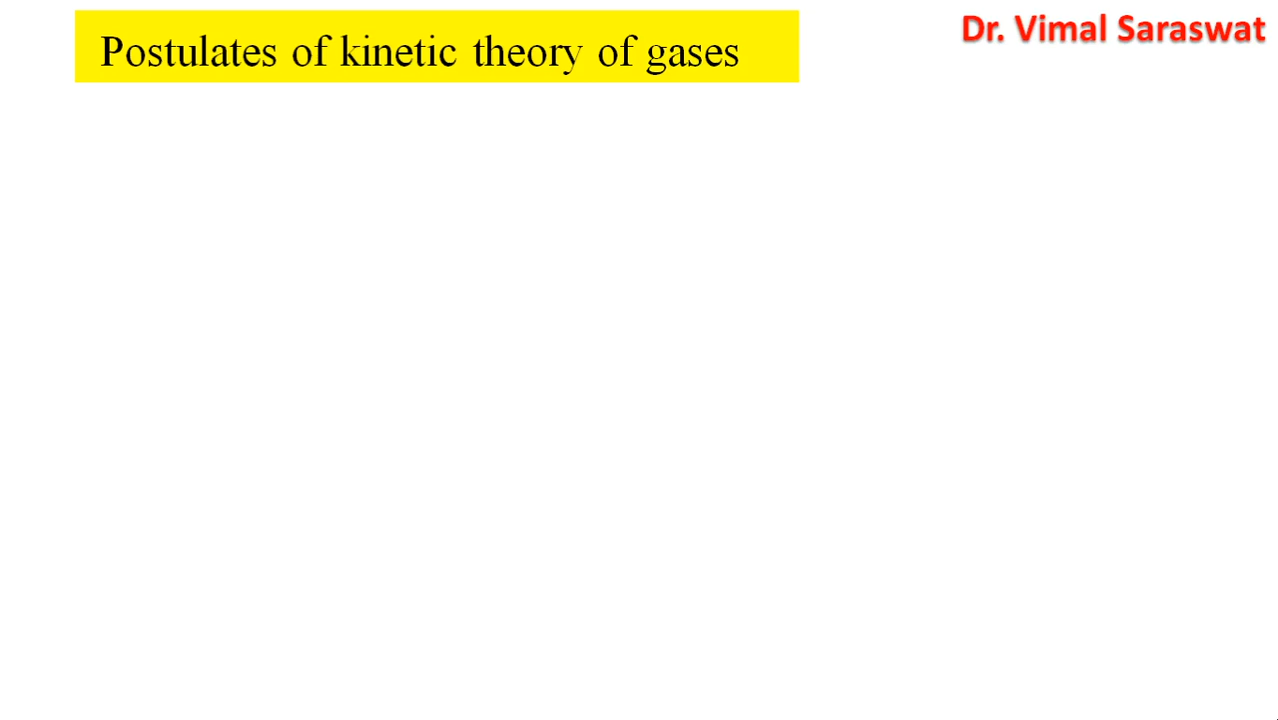 Postulates of kinetic theory of gases
Dr. Vimal Saraswat